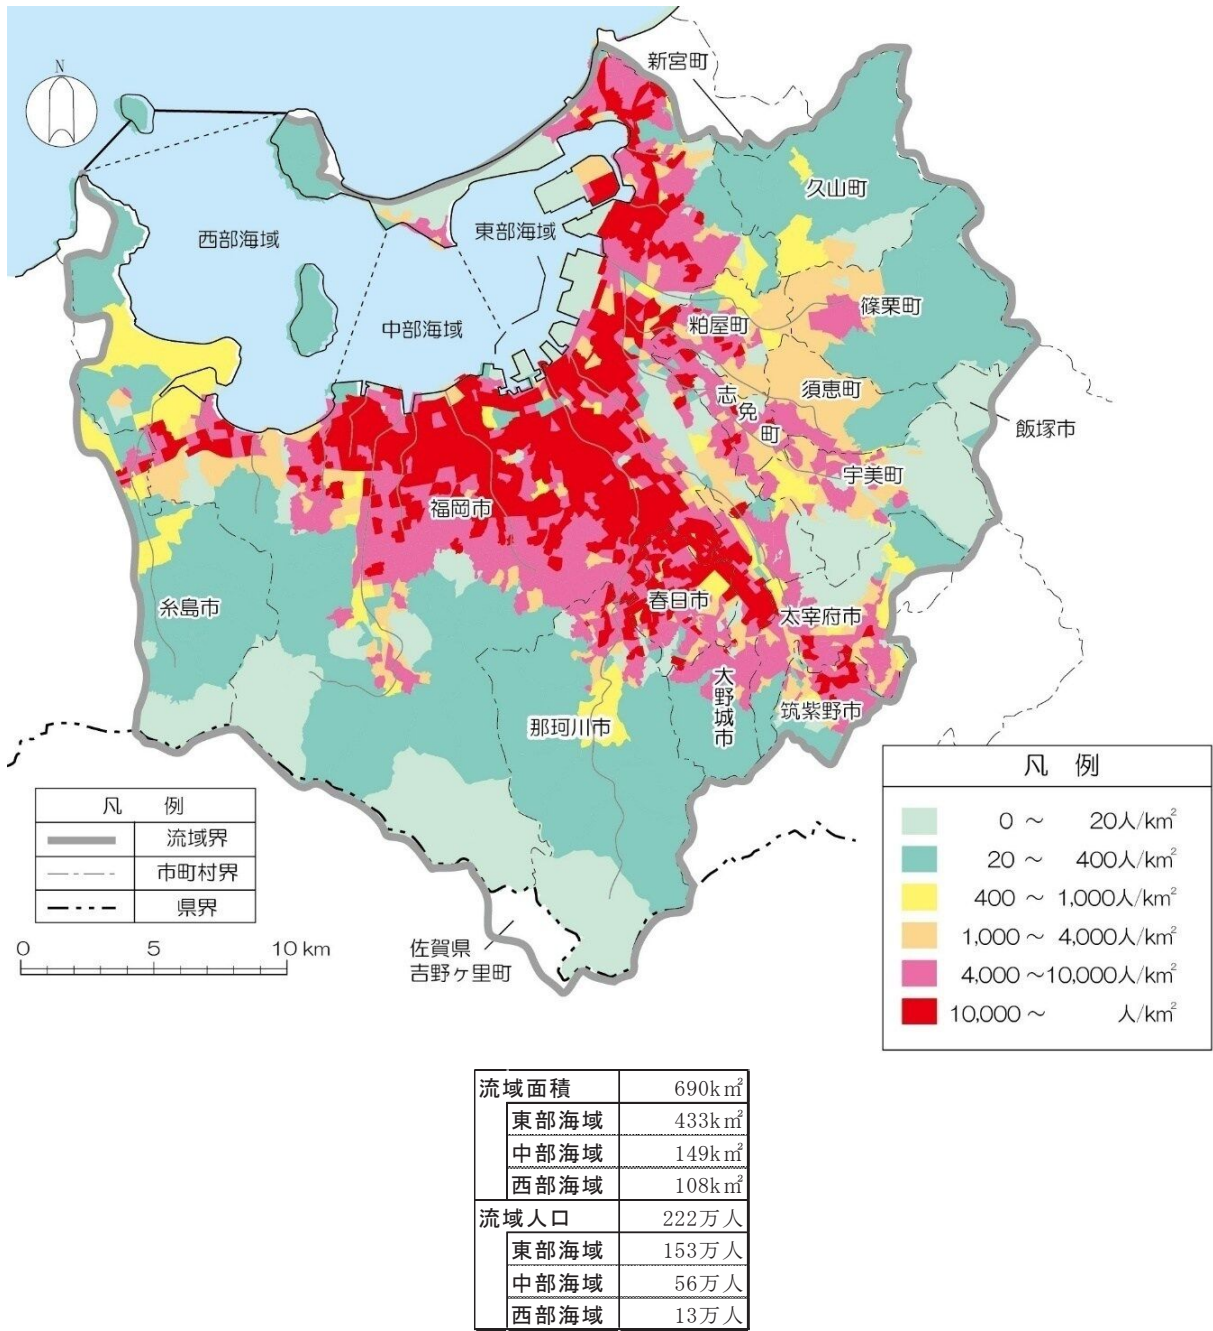 N
新宮町
久山町
西部海域
東部海域
中部海域
篠栗町
粕屋町
須恵町
志免町
飯塚市
宇美町
福岡市
糸島市
春日市
太宰府市
大野城市
筑紫野市
那珂川市
佐賀県
吉野ヶ里町
凡 例
流域界
市町村界
県界
0 5 10 km
凡 例
0 ~ 20人/km²
20 ~ 400人/km²
400 ~ 1,000人/km²
1,000 ~ 4,000人/km²
4,000 ~10,000人/km²
10,000 ~ 人/km²
流域面積 690k㎡
東部海域 433k㎡
中部海域 149k㎡
西部海域 108k㎡
流域人口 222万人
東部海域 153万人
中部海域 56万人
西部海域 13万人